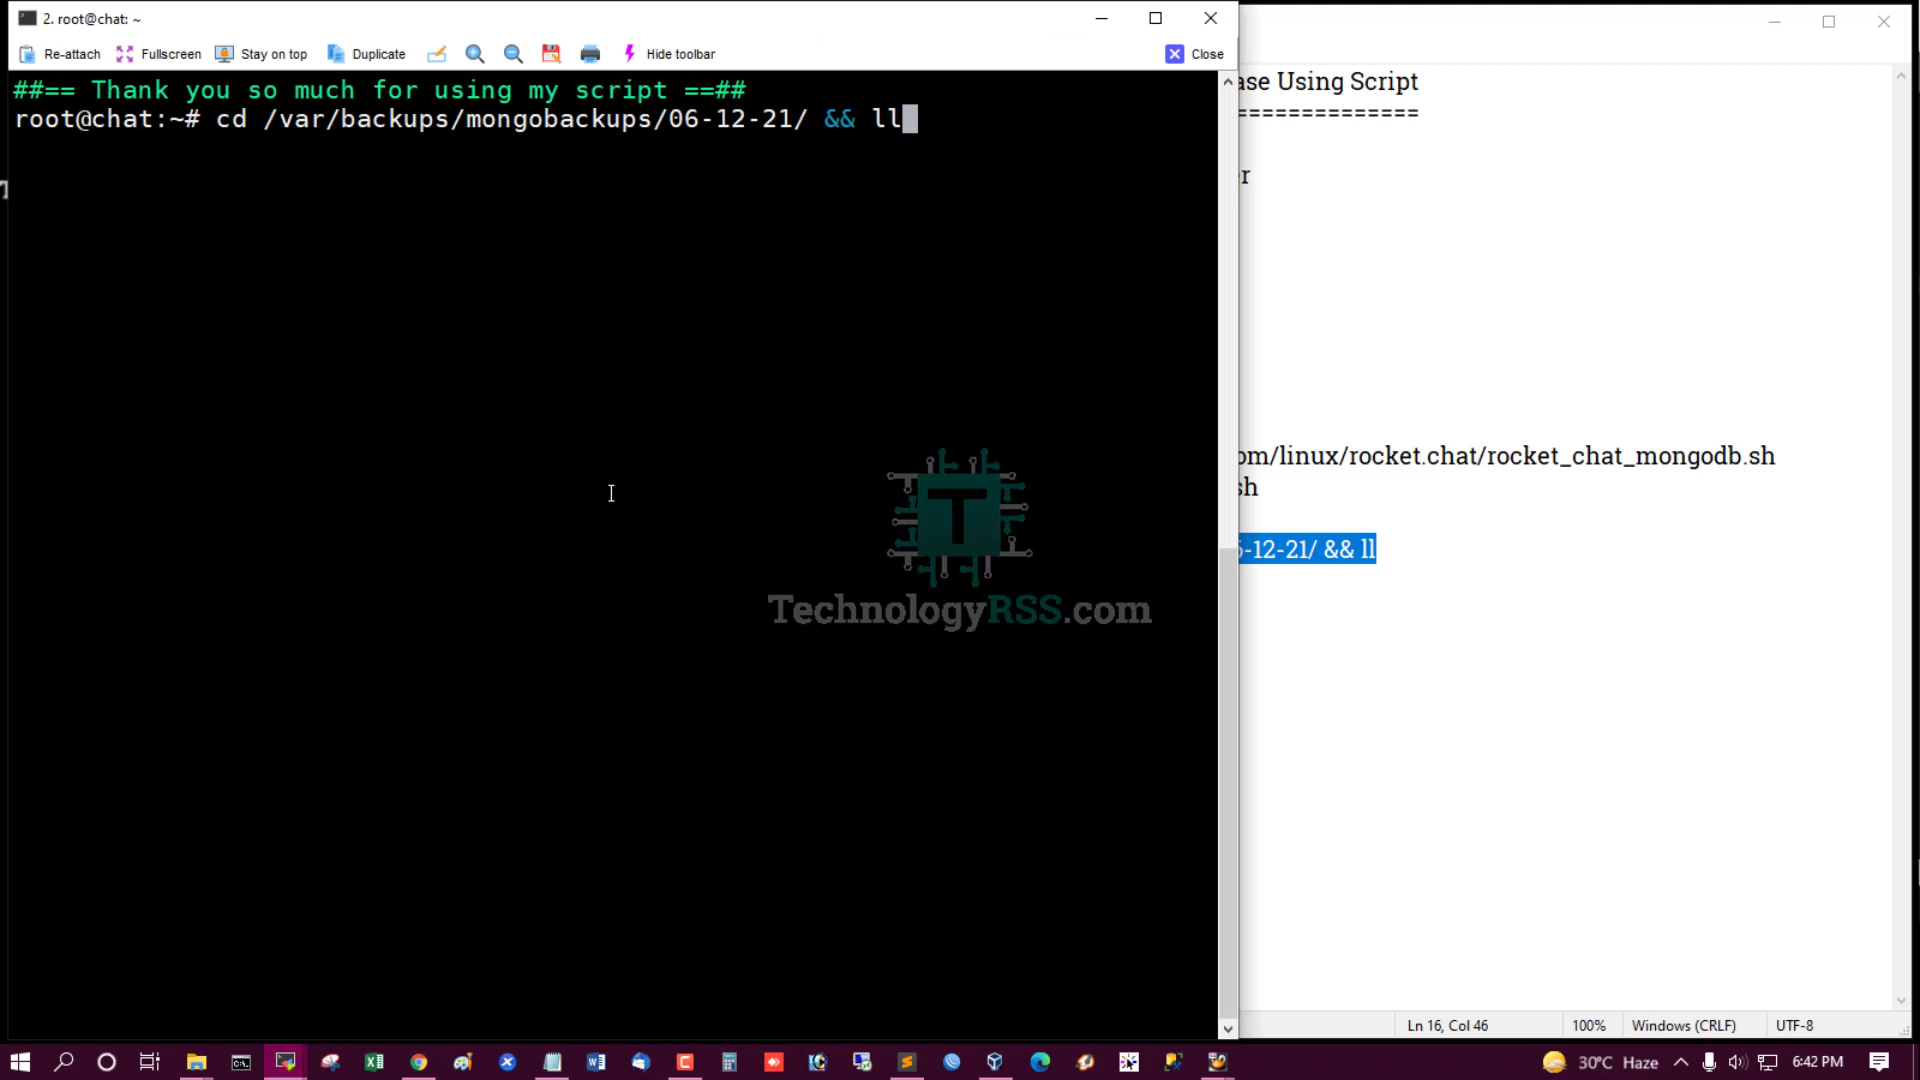 2. root@chat: ~
Re-attach Fullscreen Stay on top Duplicate Hide toolbar Close
##== Thank you so much for using my script ==##
root@chat:~# cd /var/backups/mongobackups/06-12-21/ && ll
TechnologyRSS.com
ase Using Script
==============
er
om/linux/rocket.chat/rocket_chat_mongodb.sh
sh
6-12-21/ && ll
Ln 16, Col 46 100% Windows (CRLF) UTF-8
30°C Haze 6:42 PM